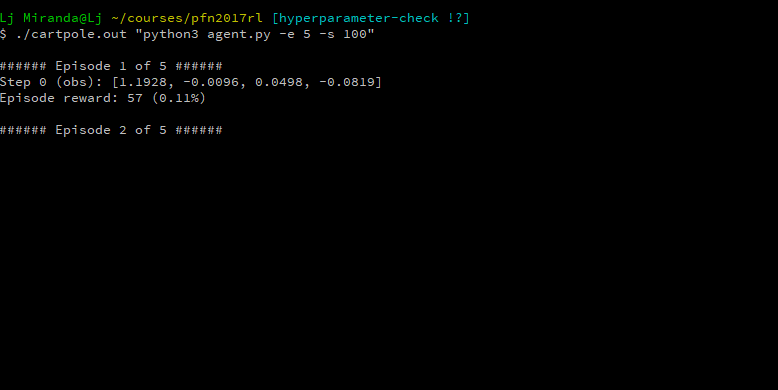 Lj Miranda@Lj ~/courses/pfn2017rl [hyperparameter-check !?]
$ ./cartpole.out "python3 agent.py -e 5 -s 100"
###### Episode 1 of 5 ######
Step 0 (obs): [1.1928, -0.0096, 0.0498, -0.0819]
Episode reward: 57 (0.11%)
###### Episode 2 of 5 ######